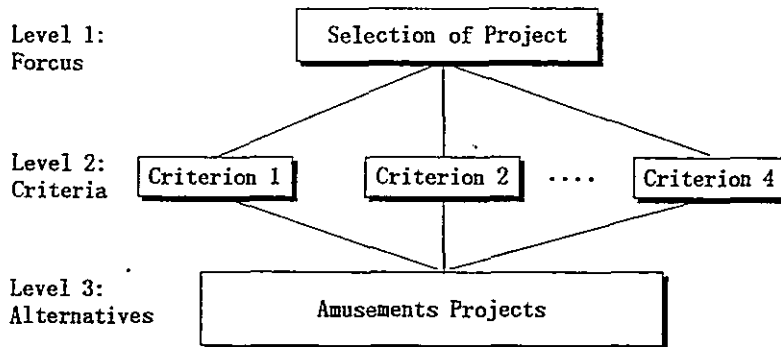 Level 1:
Forcus
Selection of Project
Level 2:
Criteria
Criterion 1
Criterion 2
....
Criterion 4
Level 3:
Alternatives
Amusements Projects